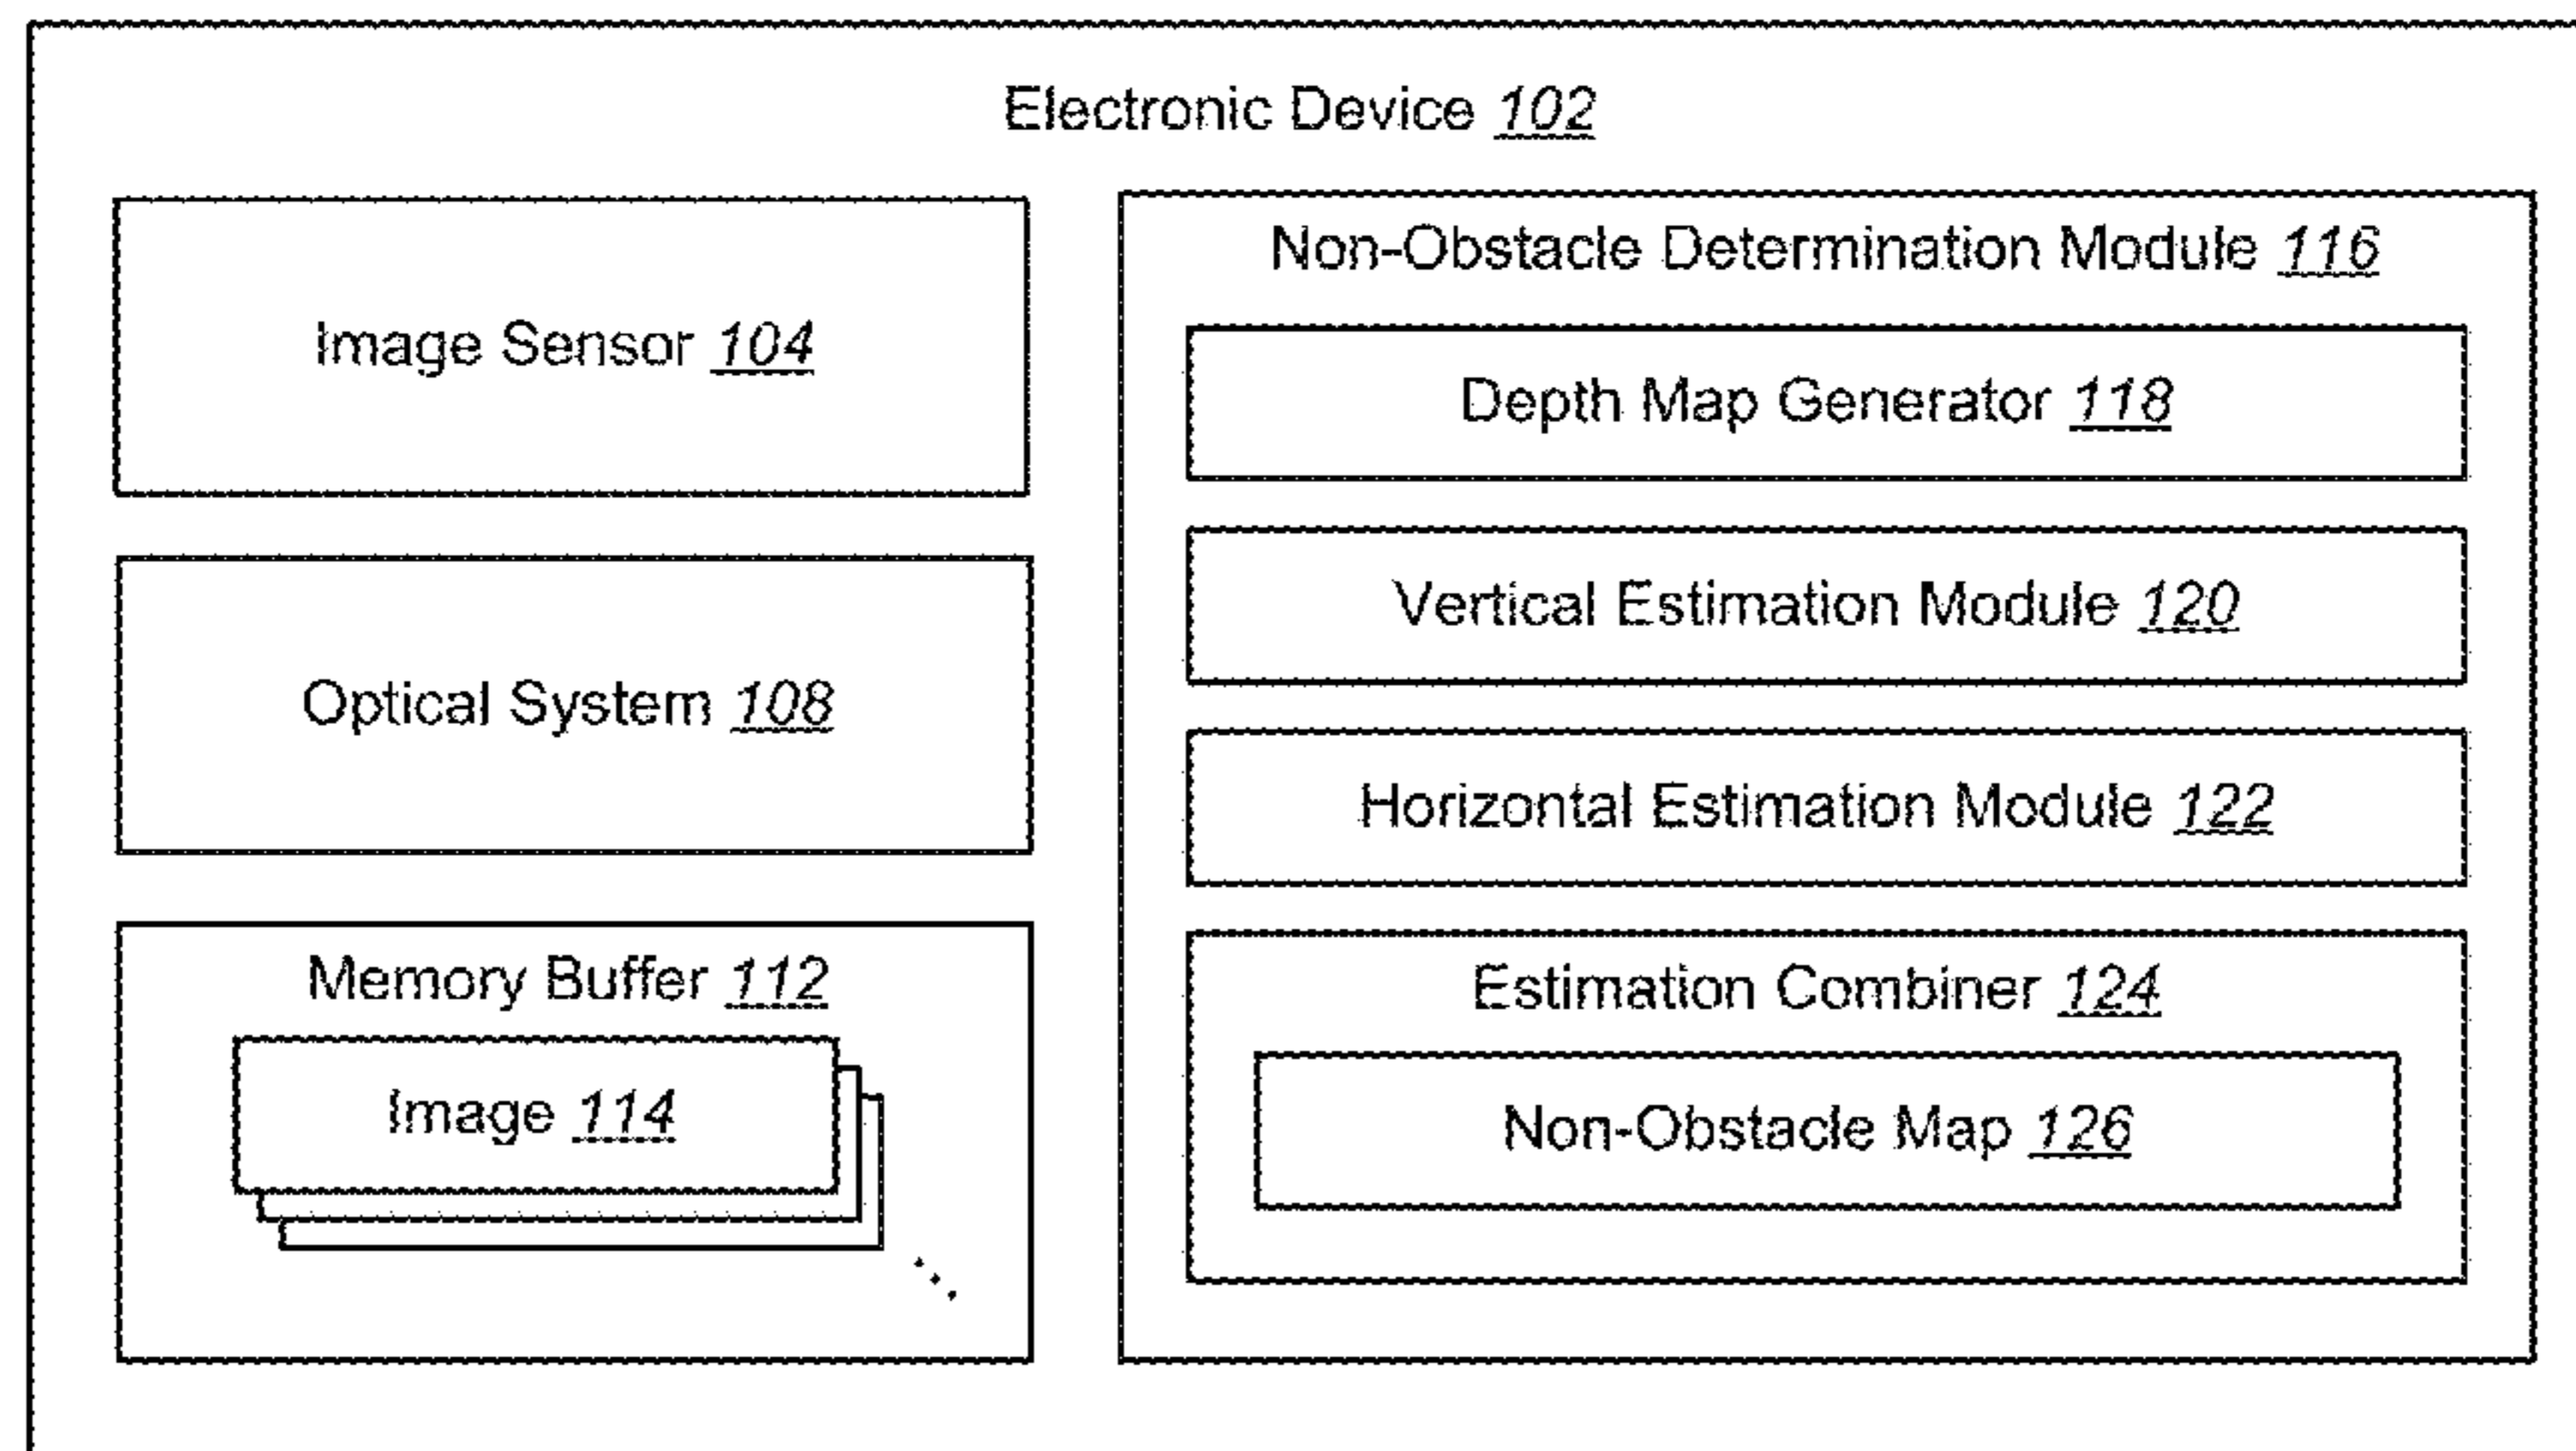 Electronic Device 102
Image Sensor 104
Optical System 108
Memory Buffer 112
Image 114
Non-Obstacle Determination Module 116
Depth Map Generator 118
Vertical Estimation Module 120
Horizontal Estimation Module 122
Estimation Combiner 124
Non-Obstacle Map 126